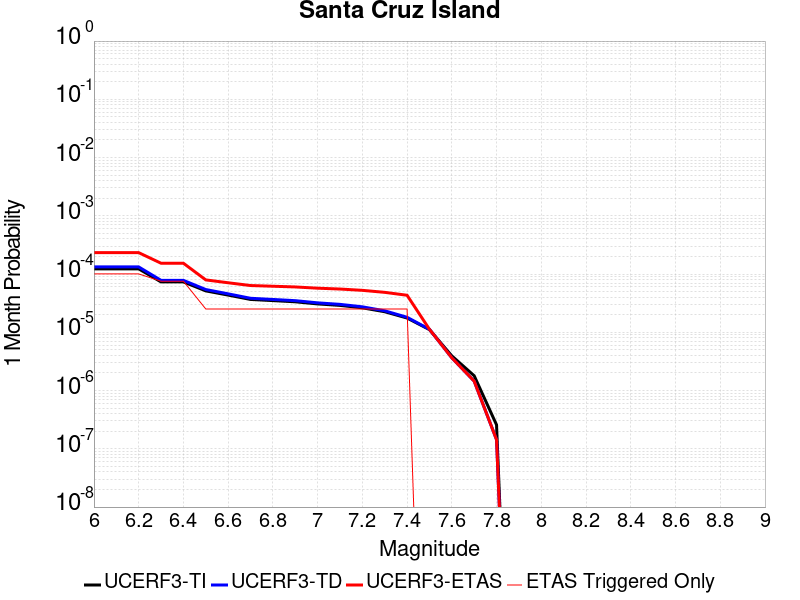 Santa Cruz Island
10^0
10^-1
10^-2
10^-3
10^-4
10^-5
10^-6
10^-7
10^-8
1 Month Probability
6 6.2 6.4 6.6 6.8 7 7.2 7.4 7.6 7.8 8 8.2 8.4 8.6 8.8 9
Magnitude
UCERF3-TI UCERF3-TD UCERF3-ETAS ETAS Triggered Only